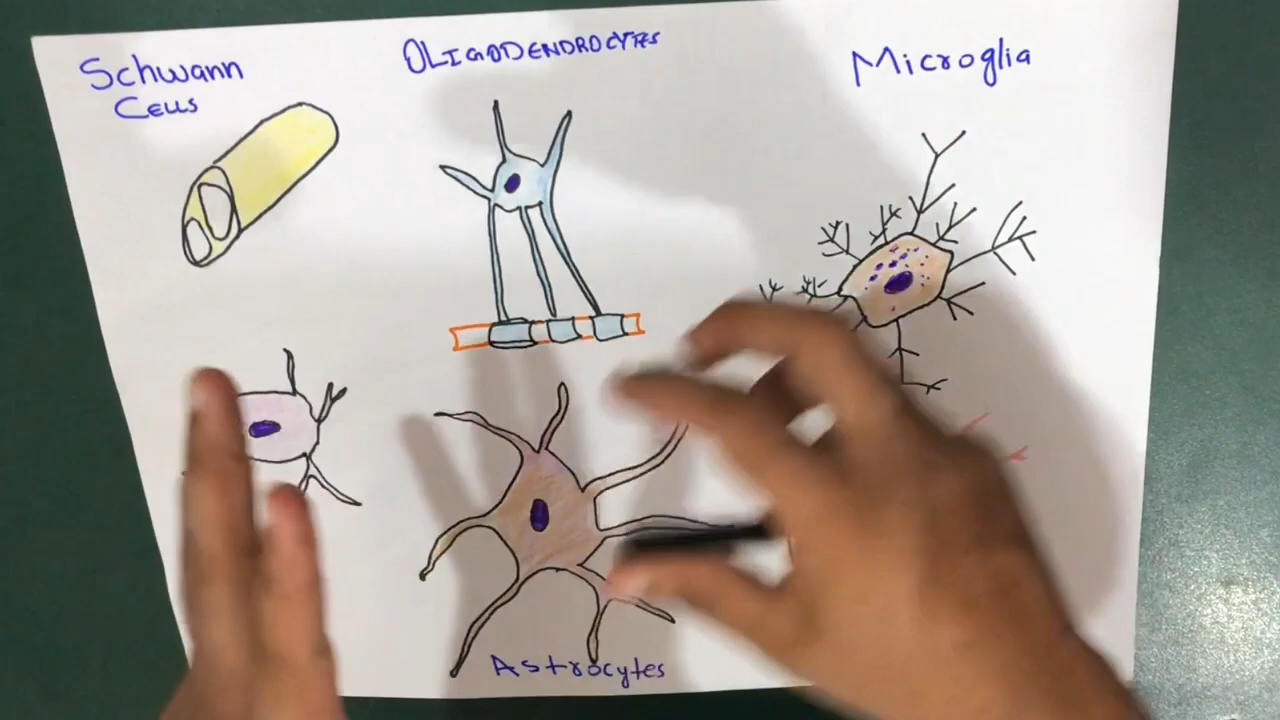 Schwann
Cells
OLIGODENDROCYTES
Microglia
Astrocytes